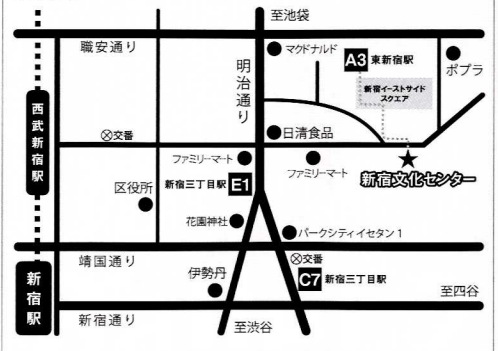 至池袋
職安通り
マクドナルド
A3 東新宿駅
ポプラ
明治通り
新宿イーストサイド
スクエア
西武新宿駅
交番
日清食品
ファミリーマート
ファミリーマート
新宿文化センター
区役所
新宿三丁目駅 E1
花園神社
パークシティイセタン1
靖国通り
交番
伊勢丹
C7 新宿三丁目駅
新宿駅
至四谷
新宿通り
至渋谷